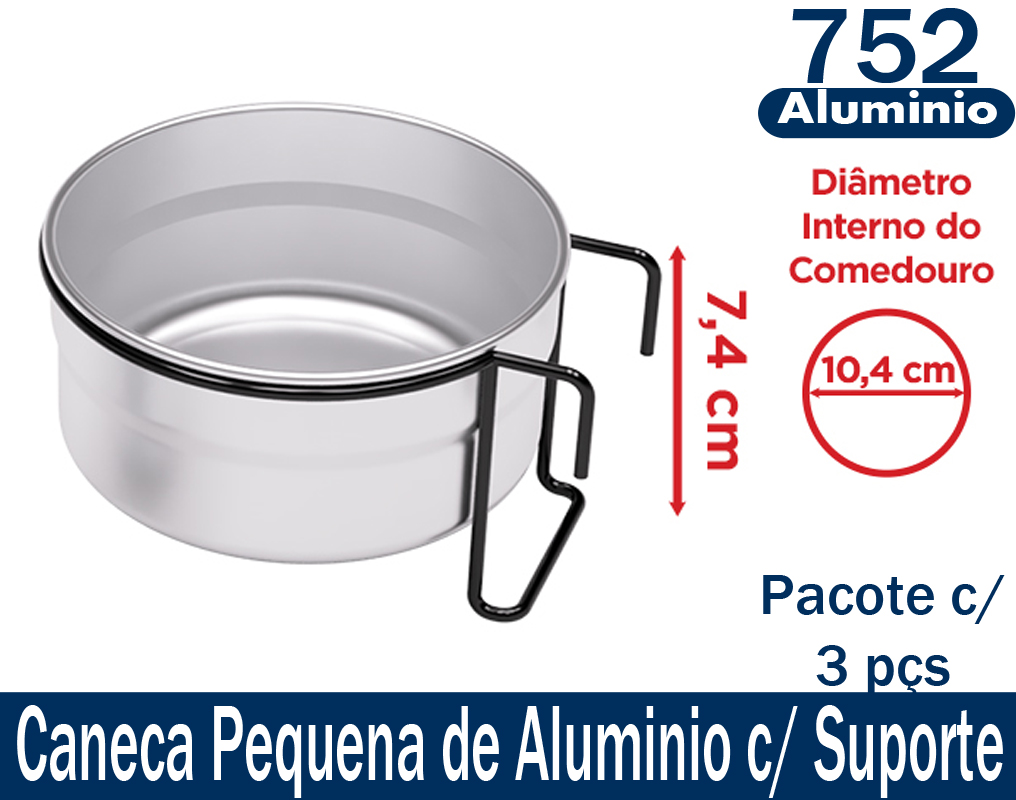 752
Aluminio
Diâmetro
Interno do
Comedouro
7,4 cm
10,4 cm
Pacote c/
3 pçs
Caneca Pequena de Aluminio c/ Suporte